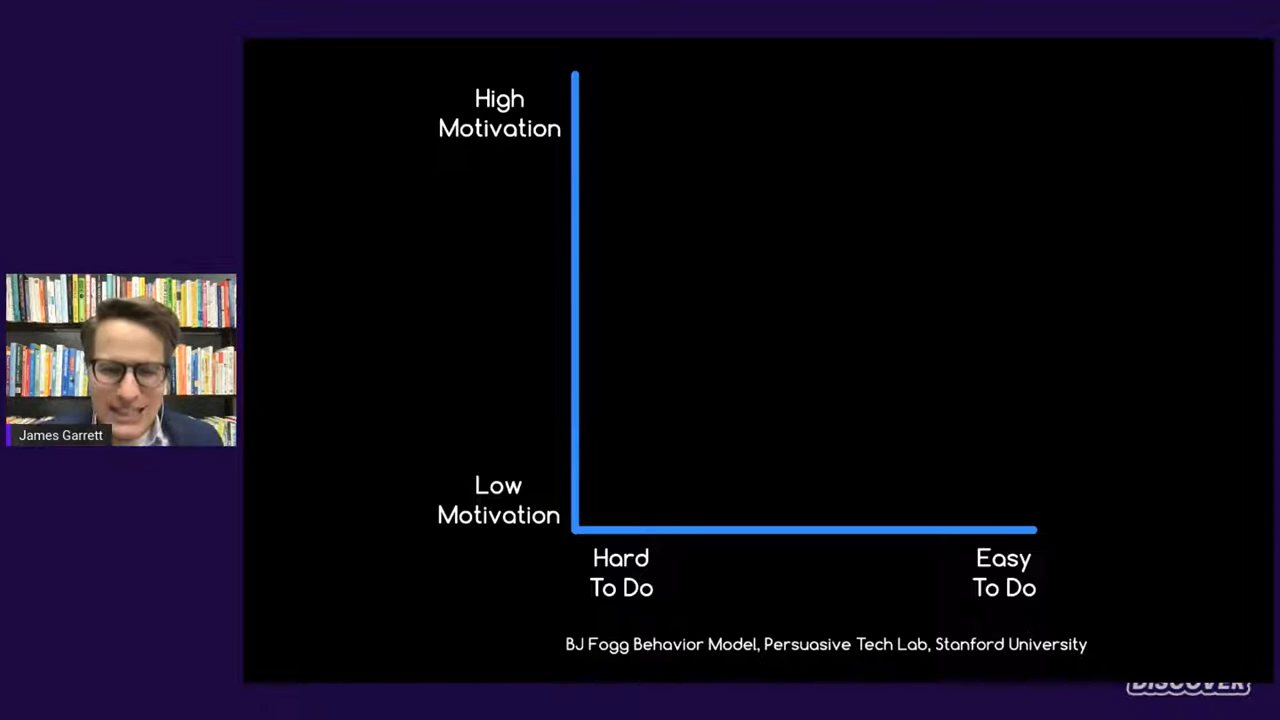 High
Motivation
Low
Motivation
Hard
To Do
Easy
To Do
BJ Fogg Behavior Model, Persuasive Tech Lab, Stanford University
James Garrett
DISCOVER